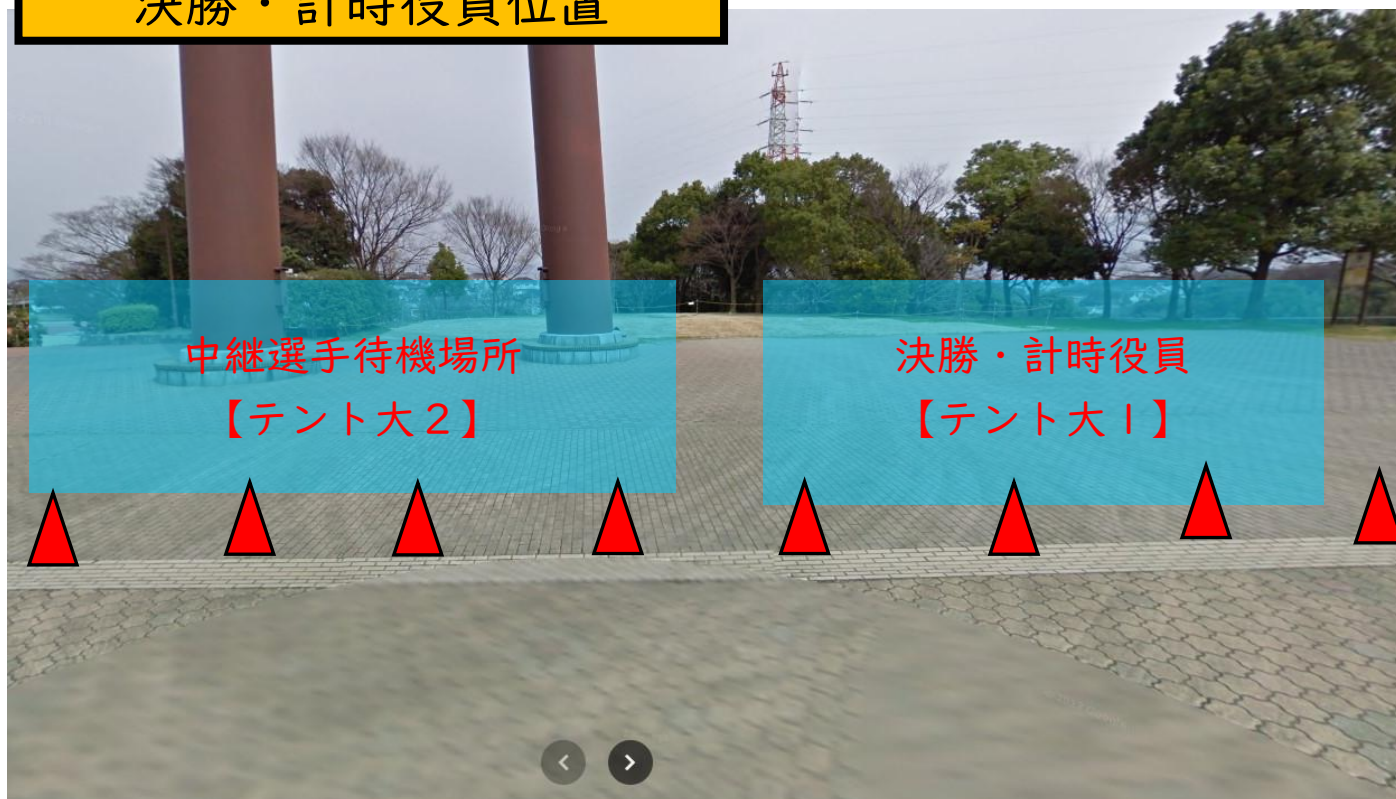 決勝・計時役員位置
中継選手待機場所
【テント大２】
決勝・計時役員
【テント大１】